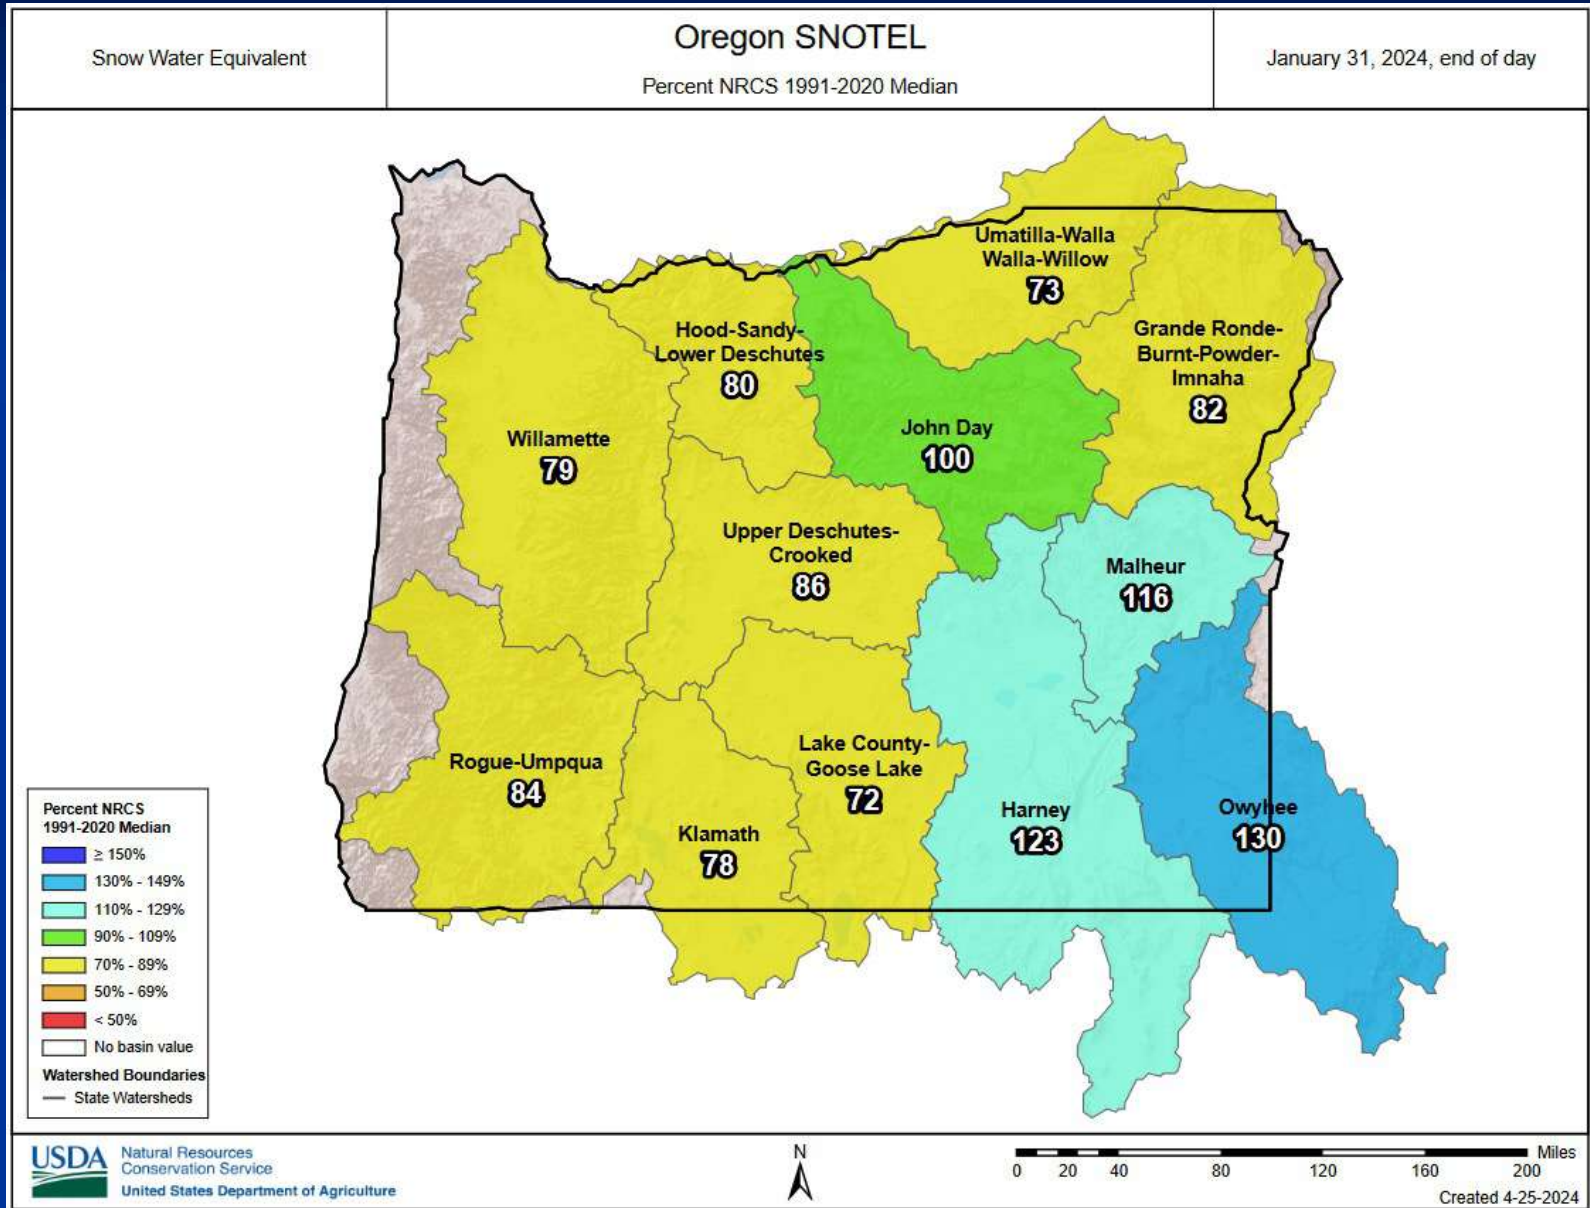 Snow Water Equivalent
Oregon SNOTEL
Percent NRCS 1991-2020 Median
January 31, 2024, end of day
Umatilla-Walla
Walla-Willow
73
Hood-Sandy-
Lower Deschutes
80
Grande Ronde-
Burnt-Powder-
Imnaha
82
John Day
100
Willamette
79
Upper Deschutes-
Crooked
86
Malheur
116
Rogue-Umpqua
84
Lake County-
Goose Lake
72
Klamath
78
Harney
123
Owyhee
130
Percent NRCS
1991-2020 Median
≥ 150%
130% - 149%
110% - 129%
90% - 109%
70% - 89%
50% - 69%
< 50%
No basin value
Watershed Boundaries
State Watersheds
USDA
Natural Resources
Conservation Service
United States Department of Agriculture
N
0 20 40 80 120 160 200 Miles
Created 4-25-2024